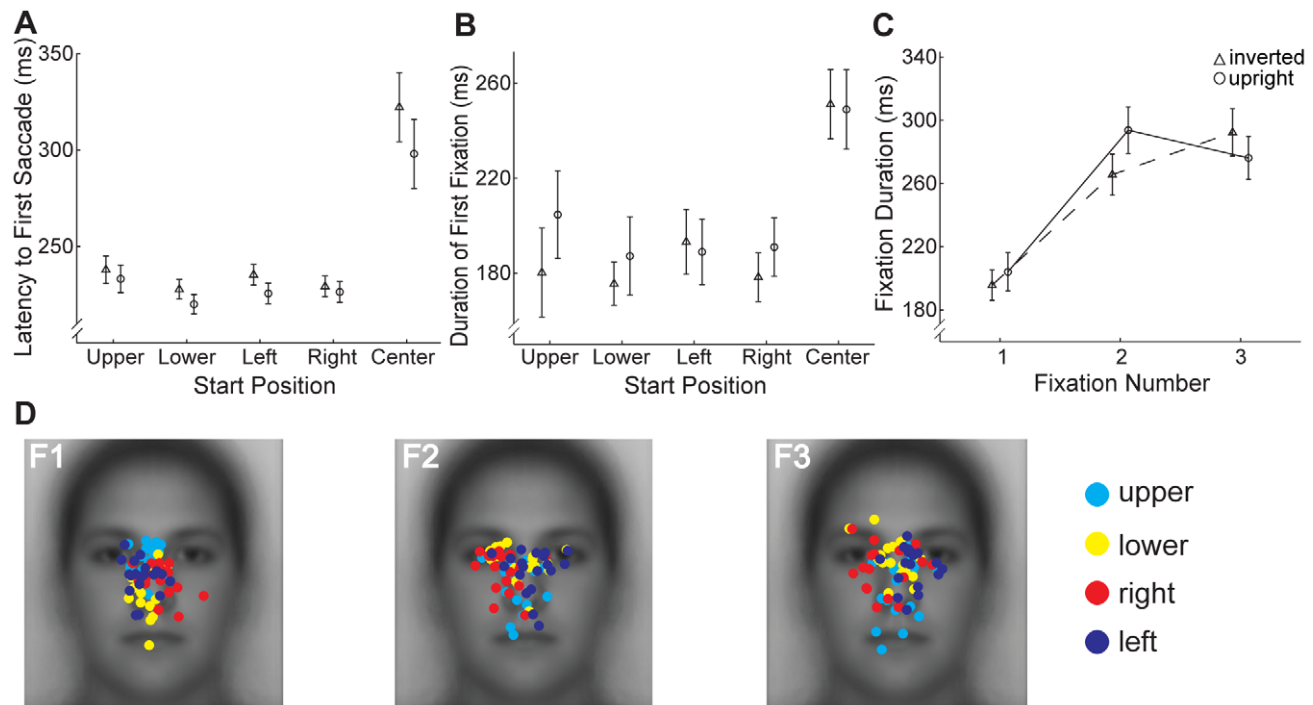 A
Latency to First Saccade (ms)
350
300
250
Upper Lower Left Right Center
Start Position
B
Duration of First Fixation (ms)
260
220
180
Upper Lower Left Right Center
Start Position
C
inverted
upright
Fixation Duration (ms)
340
300
260
220
180
1 2 3
Fixation Number
D
F1 F2 F3
upper
lower
right
left